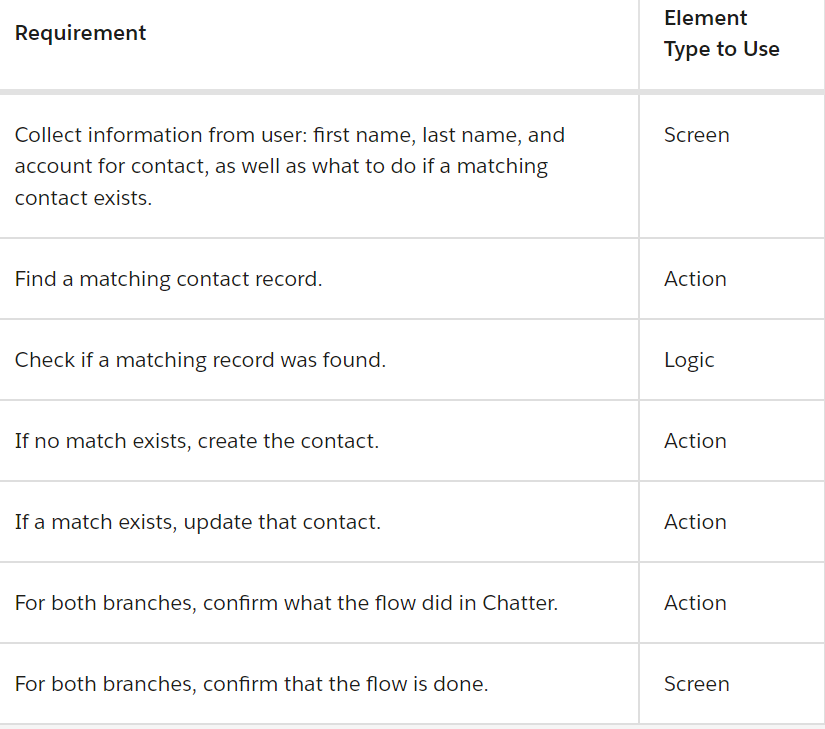 Requirement
Element
Type to Use
Collect information from user: first name, last name, and
account for contact, as well as what to do if a matching
contact exists.
Screen
Find a matching contact record.
Action
Check if a matching record was found.
Logic
If no match exists, create the contact.
Action
If a match exists, update that contact.
Action
For both branches, confirm what the flow did in Chatter.
Action
For both branches, confirm that the flow is done.
Screen